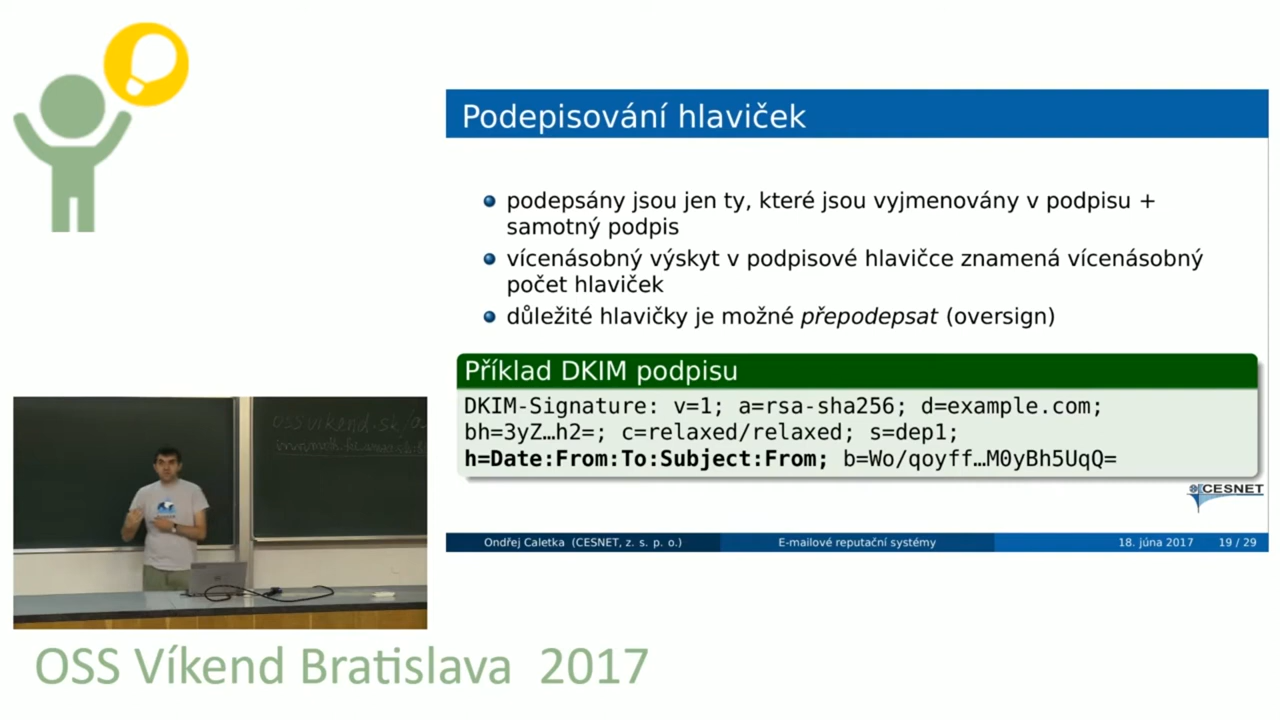 Podepisování hlaviček
podepsány jsou jen ty, které jsou vyjmenovány v podpisu +
samotný podpis
vícenásobný výskyt v podpisové hlavičce znamená vícenásobný
počet hlaviček
důležité hlavičky je možné přepodepsat (oversign)
Příklad DKIM podpisu
DKIM-Signature: v=1; a=rsa-sha256; d=example.com;
bh=3yZ…h2=; c=relaxed/relaxed; s=dep1;
h=Date:From:To:Subject:From; b=Wo/qoyff…M0yBh5UqQ=
CESNET
Ondřej Caletka (CESNET, z. s. p. o.) E-mailové reputační systémy 18. júna 2017 19 / 29
ossvikend.sk/
OSS Víkend Bratislava 2017